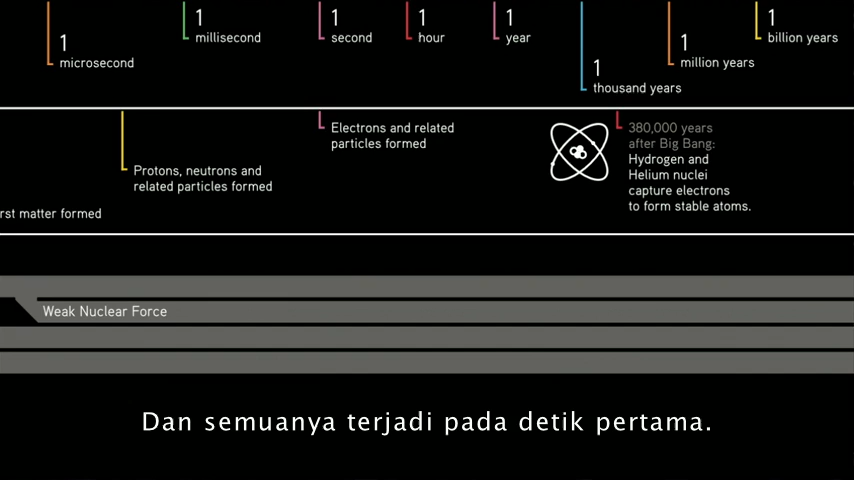 1
microsecond
1
millisecond
1
second
1
hour
1
year
1
thousand years
1
million years
1
billion years
rst matter formed
Protons, neutrons and
related particles formed
Electrons and related
particles formed
380,000 years
after Big Bang:
Hydrogen and
Helium nuclei
capture electrons
to form stable atoms.
Weak Nuclear Force
Dan semuanya terjadi pada detik pertama.